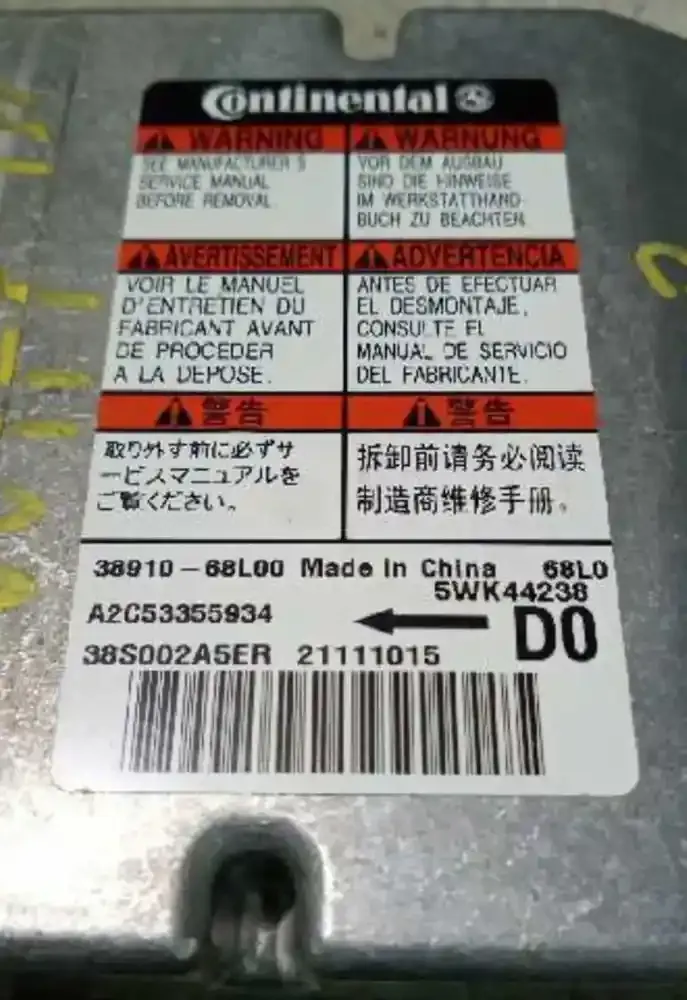 Continental
WARNING
SEE MANUFACTURER'S
SERVICE MANUAL
BEFORE REMOVAL
WARNUNG
VOR DEM AUSBAU
SIND DIE HINWEISE
IM WERKSTATTHAND
BUCH ZU BEACHTEN.
AVERTISSEMENT
VOIR LE MANUEL
D'ENTRETIEN DU
FABRICANT AVANT
DE PROCEDER
A LA DEPOSE.
ADVERTENCIA
ANTES DE EFECTUAR
EL DESMONTAJE,
CONSULTE EL
MANUAL DE SERVICIO
DEL FABRICANTE.
警告
取り外す前に必ずサ
ービスマニュアルを
ご覧ください。
警告
拆卸前请务必阅读
制造商维修手册。
38910-68L00 Made in China 68L0
5WK44238
A2C53355934
D0
38S002A5ER 21111015